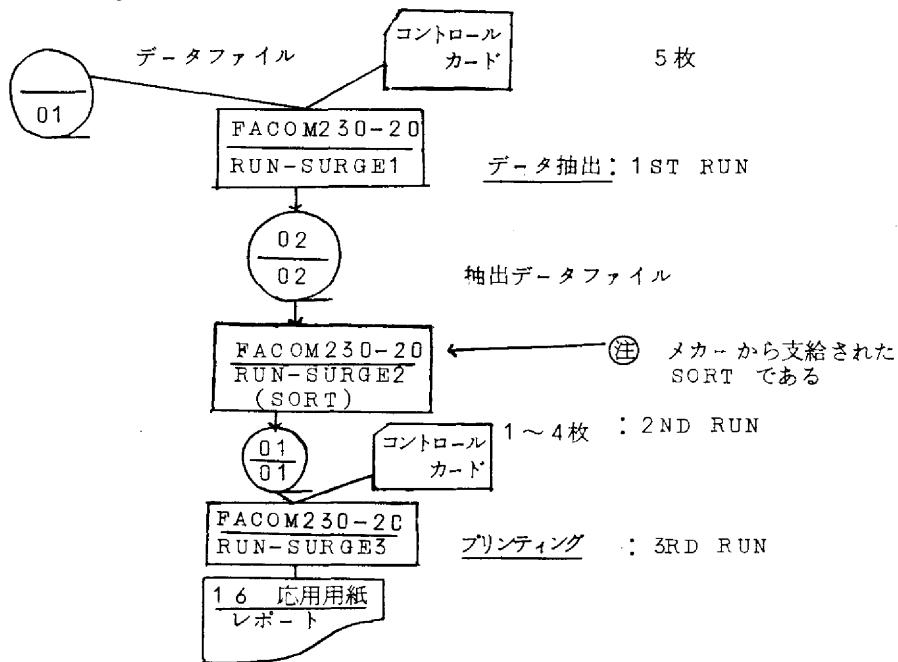 データファイル
コントロール
カード
5枚
01
FACOM230-20
RUN-SURGE1
データ抽出：1ST RUN
02
02
抽出データファイル
FACOM230-20
RUN-SURGE2
(SORT)
注 メカーから支給された
SORT である
01
01
コントロール
カード
1～4枚 ：2ND RUN
FACOM230-20
RUN-SURGE3
プリンティング ：3RD RUN
16 応用用紙
レポート